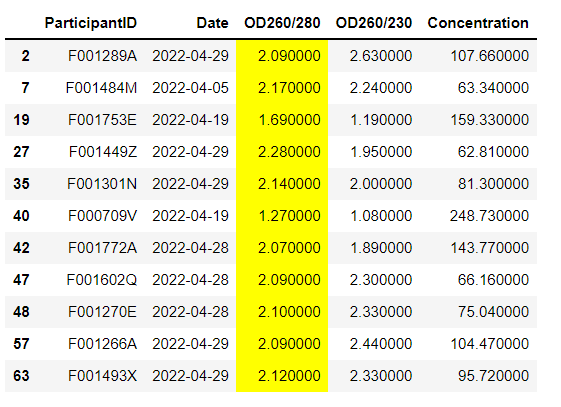 ParticipantID Date OD260/280 OD260/230 Concentration
2 F001289A 2022-04-29 2.090000 2.630000 107.660000
7 F001484M 2022-04-05 2.170000 2.240000 63.340000
19 F001753E 2022-04-19 1.690000 1.190000 159.330000
27 F001449Z 2022-04-29 2.280000 1.950000 62.810000
35 F001301N 2022-04-29 2.140000 2.000000 81.300000
40 F000709V 2022-04-19 1.270000 1.080000 248.730000
42 F001772A 2022-04-28 2.070000 1.890000 143.770000
47 F001602Q 2022-04-28 2.090000 2.300000 66.160000
48 F001270E 2022-04-28 2.100000 2.330000 75.040000
57 F001266A 2022-04-29 2.090000 2.440000 104.470000
63 F001493X 2022-04-29 2.120000 2.330000 95.720000